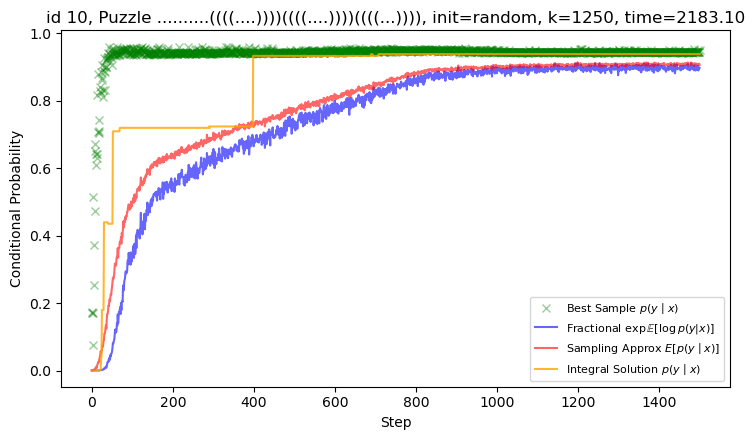 id 10, Puzzle ..........((((....))))((((....))))((((...)))), init=random, k=1250, time=2183.10
1.0
0.8
0.6
0.4
0.2
0.0
Conditional Probability
0
200
400
600
800
1000
1200
1400
Step
Best Sample p(y | x)
Fractional exp𝔼[log p(y|x)]
Sampling Approx E[p(y | x)]
Integral Solution p(y | x)